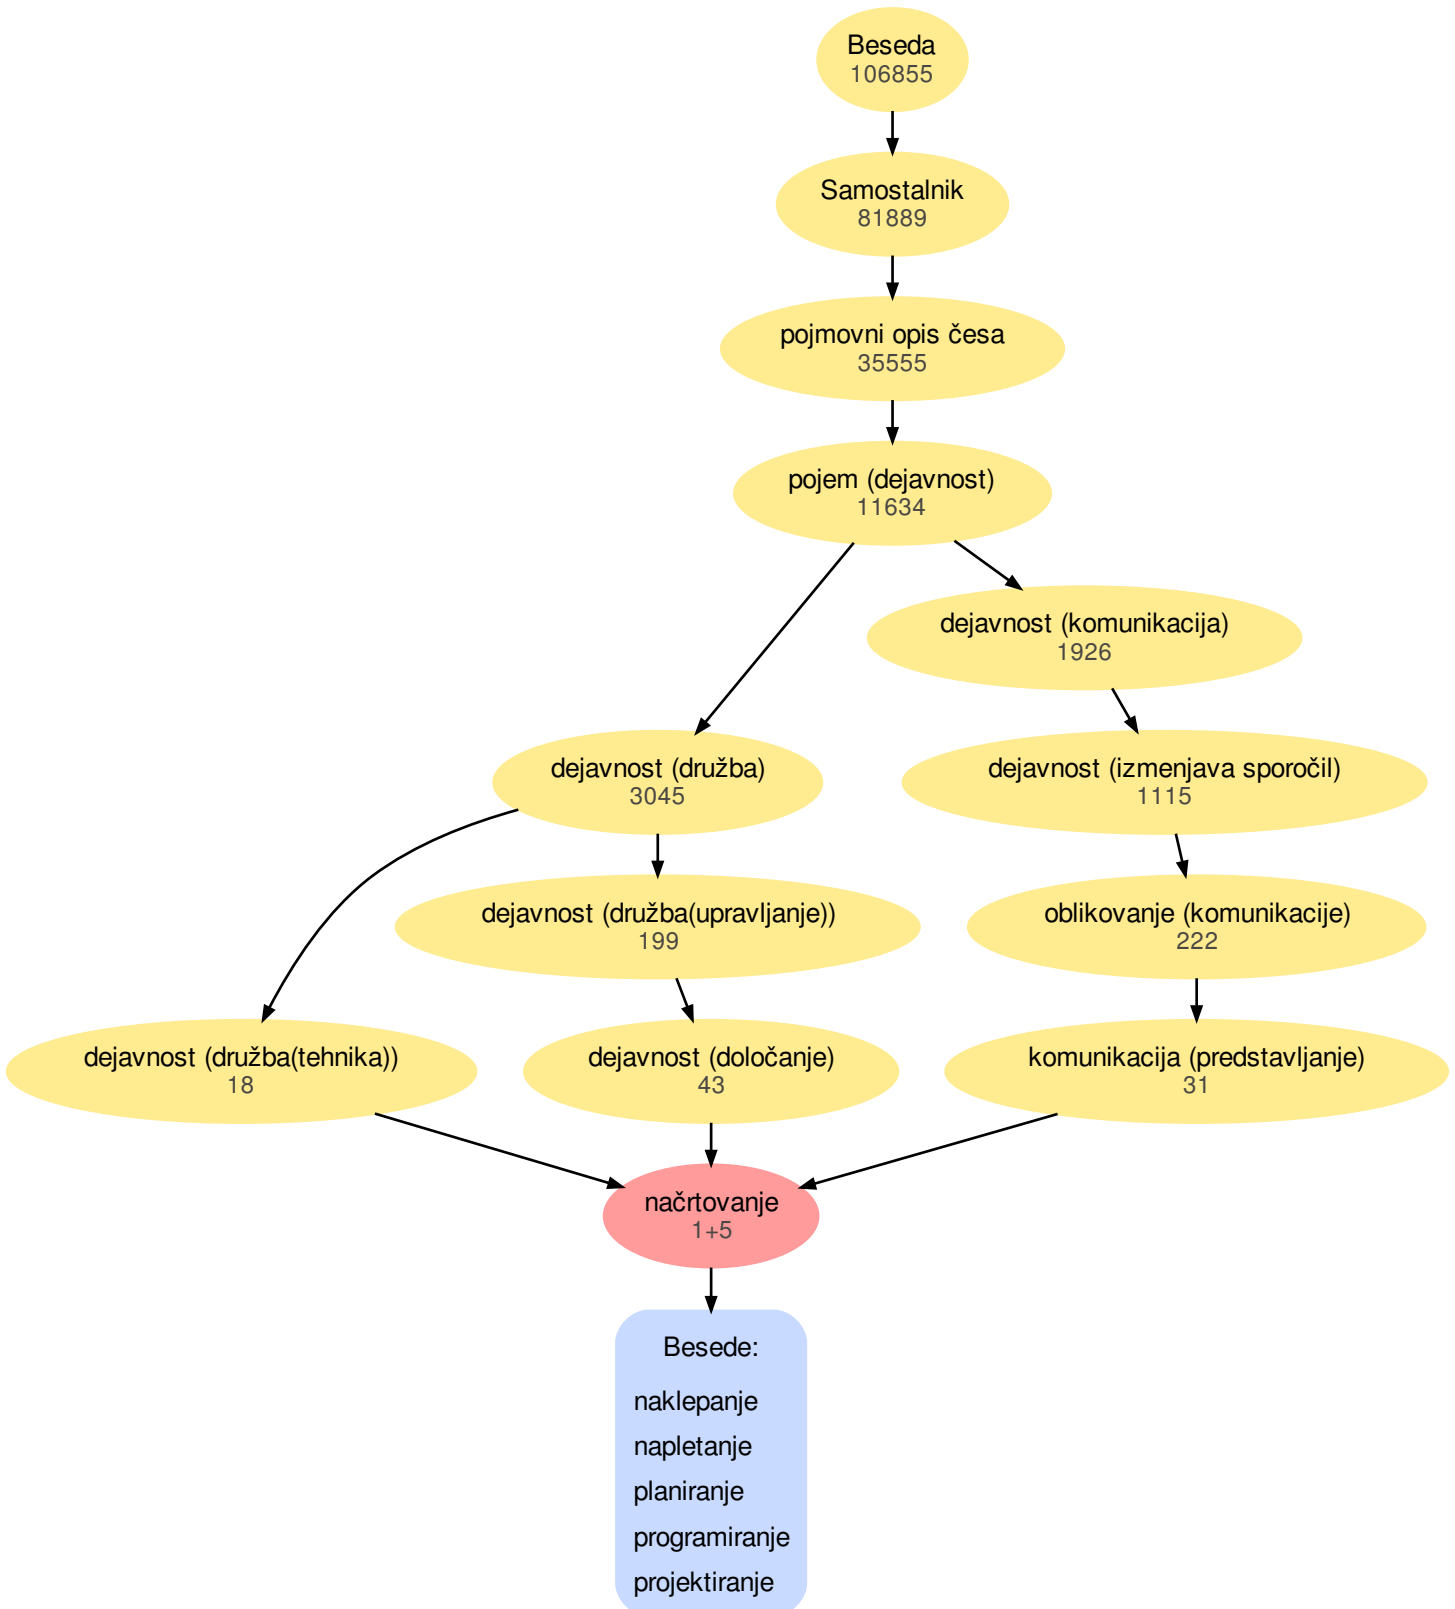 Beseda
106855
Samostalnik
81889
pojmovni opis česa
35555
pojem (dejavnost)
11634
dejavnost (komunikacija)
1926
dejavnost (družba)
3045
dejavnost (izmenjava sporočil)
1115
dejavnost (družba(upravljanje))
199
oblikovanje (komunikacije)
222
dejavnost (družba(tehnika))
18
dejavnost (določanje)
43
komunikacija (predstavljanje)
31
načrtovanje
1+5
Besede:
naklepanje
napletanje
planiranje
programiranje
projektiranje